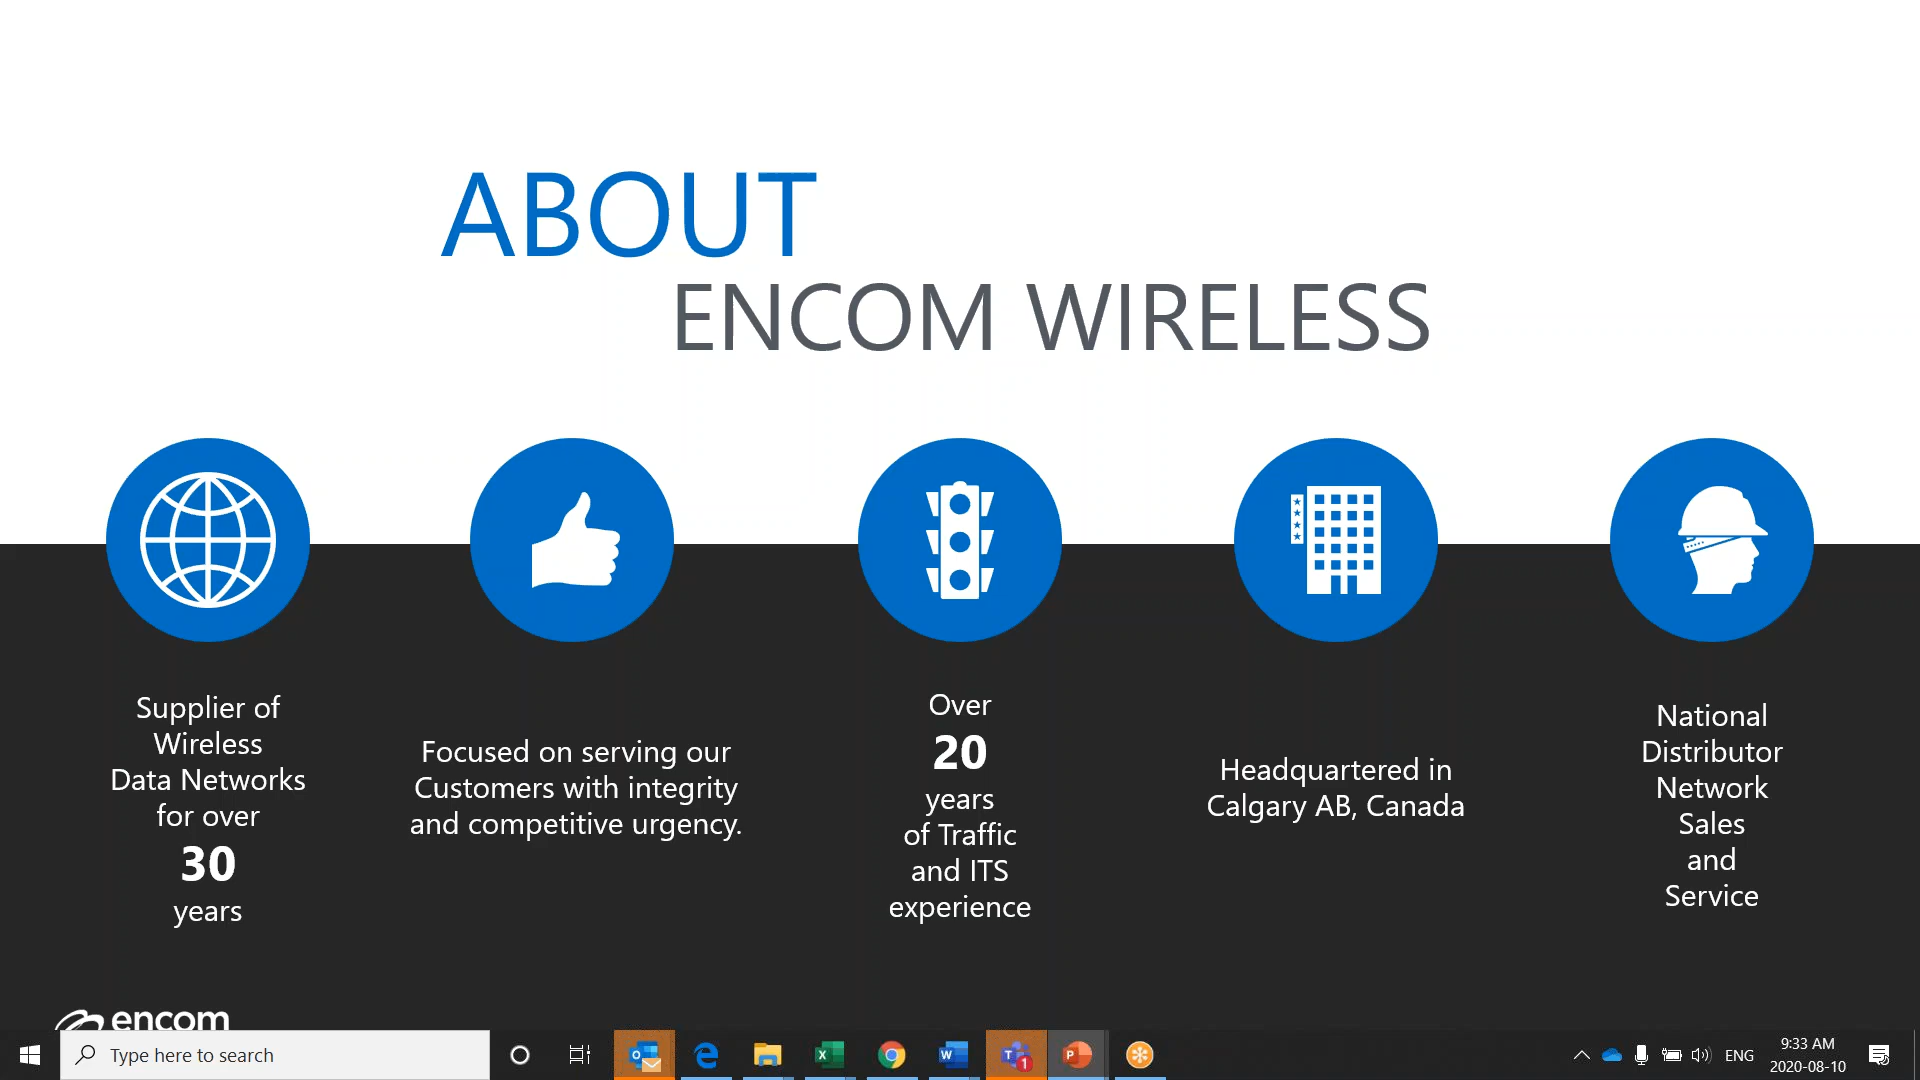 ABOUT
ENCOM WIRELESS
Supplier of
Wireless
Data Networks
for over
30
years
Focused on serving our
Customers with integrity
and competitive urgency.
Over
20
years
of Traffic
and ITS
experience
Headquartered in
Calgary AB, Canada
National
Distributor
Network
Sales
and
Service
encom
Type here to search
1
ENG
9:33 AM
2020-08-10